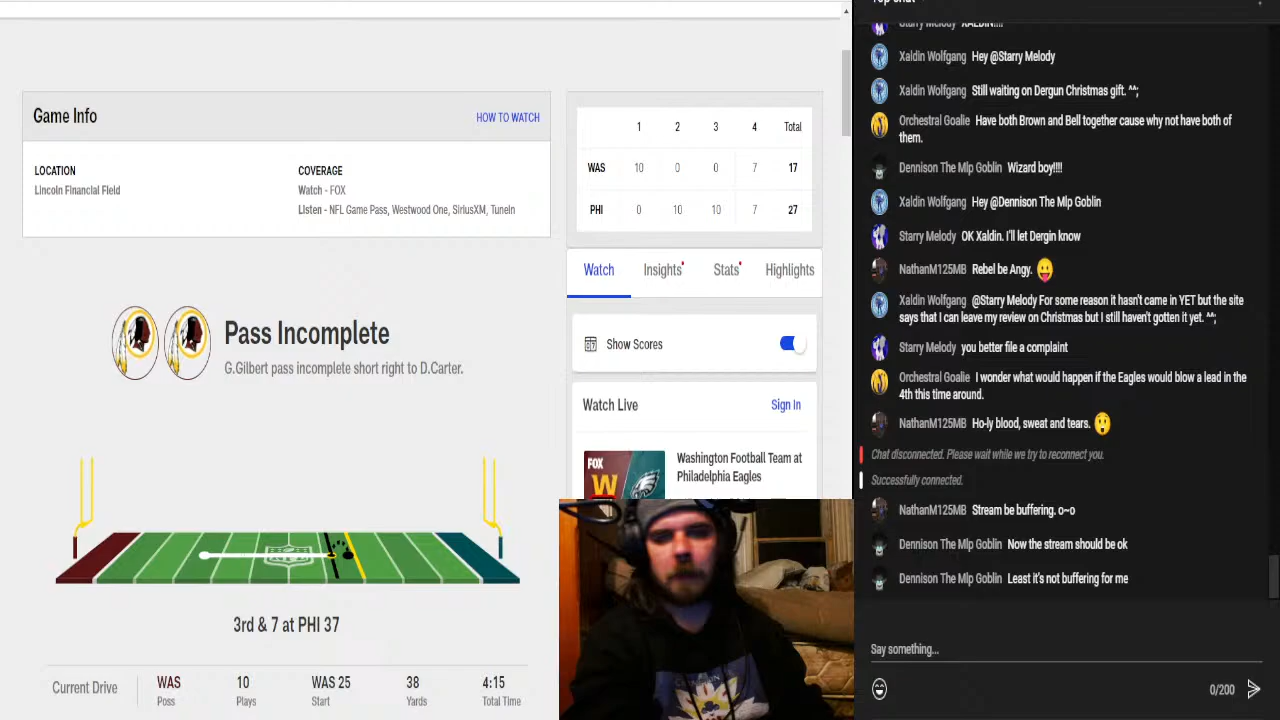 Game Info
HOW TO WATCH
LOCATION
Lincoln Financial Field
COVERAGE
Watch - FOX
Listen - NFL Game Pass, Westwood One, SiriusXM, TuneIn
1 2 3 4 Total
WAS 10 0 0 7 17
PHI 0 10 10 7 27
Watch Insights Stats Highlights
Show Scores
Watch Live Sign In
FOX
W
Washington Football Team at
Philadelphia Eagles
Pass Incomplete
G.Gilbert pass incomplete short right to D.Carter.
NFL
3rd & 7 at PHI 37
Current Drive
WAS 10 WAS 25 38 4:15
Poss Plays Start Yards Total Time
Top chat
Starry Melody XALDIN!!!!
Xaldin Wolfgang Hey @Starry Melody
Xaldin Wolfgang Still waiting on Dergun Christmas gift. ^^;
Orchestral Goalie Have both Brown and Bell together cause why not have both of
them.
Dennison The Mlp Goblin Wizard boy!!!!
Xaldin Wolfgang Hey @Dennison The Mlp Goblin
Starry Melody OK Xaldin. I'll let Dergin know
NathanM125MB Rebel be Angy. 😛
Xaldin Wolfgang @Starry Melody For some reason it hasn't came in YET but the site
says that I can leave my review on Christmas but I still haven't gotten it yet. ^^;
Starry Melody you better file a complaint
Orchestral Goalie I wonder what would happen if the Eagles would blow a lead in the
4th this time around.
NathanM125MB Ho-ly blood, sweat and tears. 😲
Chat disconnected. Please wait while we try to reconnect you.
Successfully connected.
NathanM125MB Stream be buffering. o~o
Dennison The Mlp Goblin Now the stream should be ok
Dennison The Mlp Goblin Least it's not buffering for me
Say something...
0/200